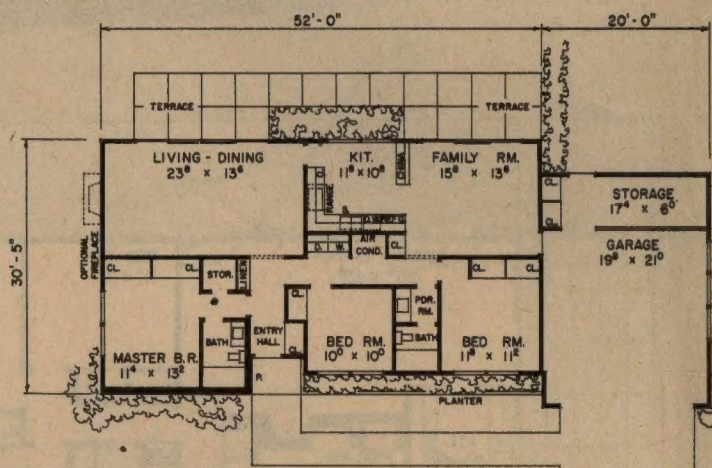 52'-0"
20'-0"
TERRACE
TERRACE
LIVING - DINING
23⁶ x 13⁶
KIT.
11⁸ x 10⁸
CHINA
FAMILY RM.
15⁶ x 13⁶
O.
RANGE
S.
STORAGE
17⁴ x 6⁰
CL.
CL.
GARAGE
19⁸ x 21⁰
30'-5"
OPTIONAL
FIREPLACE
D.
W.
AIR
COND.
CL.
CL.
CL.
STOR.
LINEN
CL.
CL.
CL.
PDR.
RM.
BATH
ENTRY
HALL
CL.
BATH
MASTER B.R.
11⁴ x 13²
BED RM.
10⁰ x 10⁰
BED RM.
11⁸ x 11²
P.
PLANTER